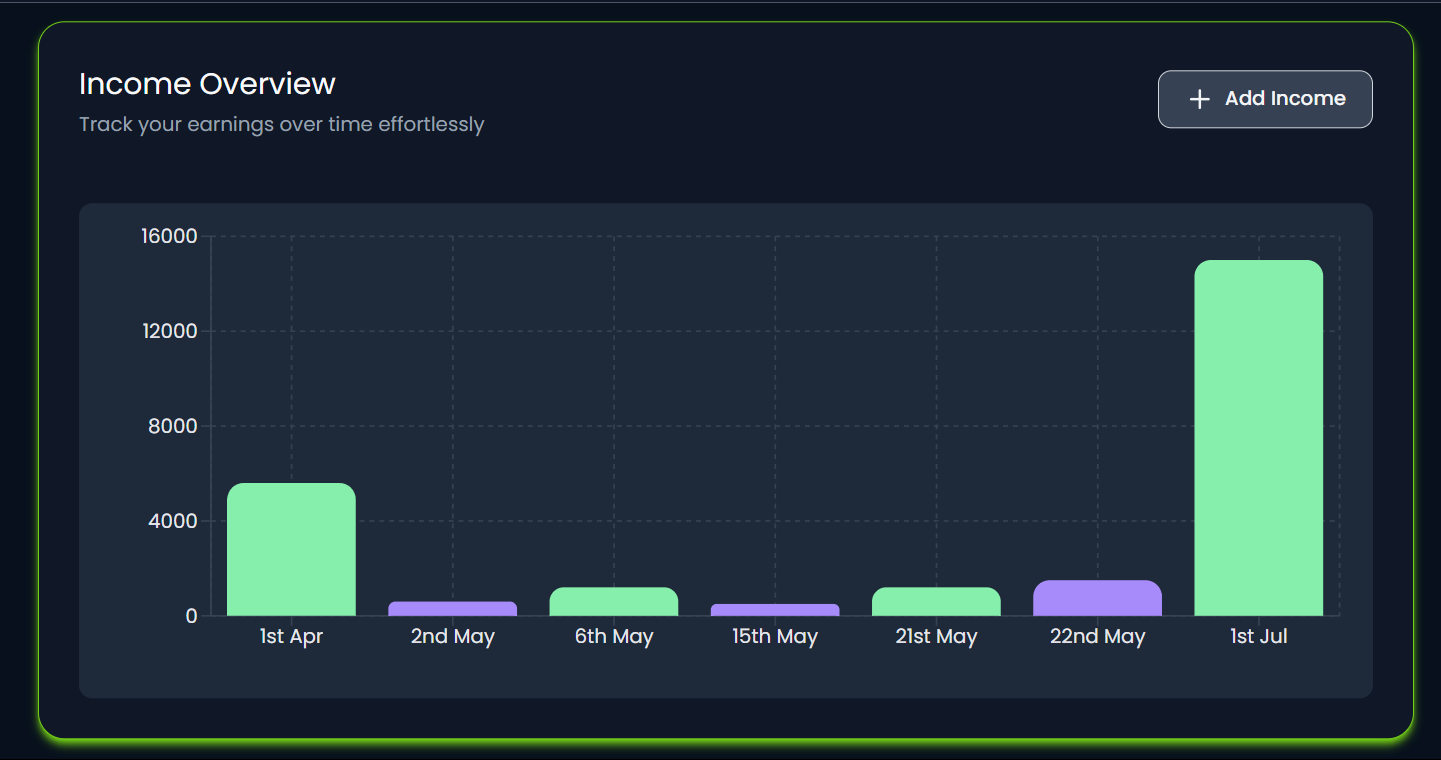 Income Overview
Track your earnings over time effortlessly
+ Add Income
16000
12000
8000
4000
0
1st Apr 2nd May 6th May 15th May 21st May 22nd May 1st Jul